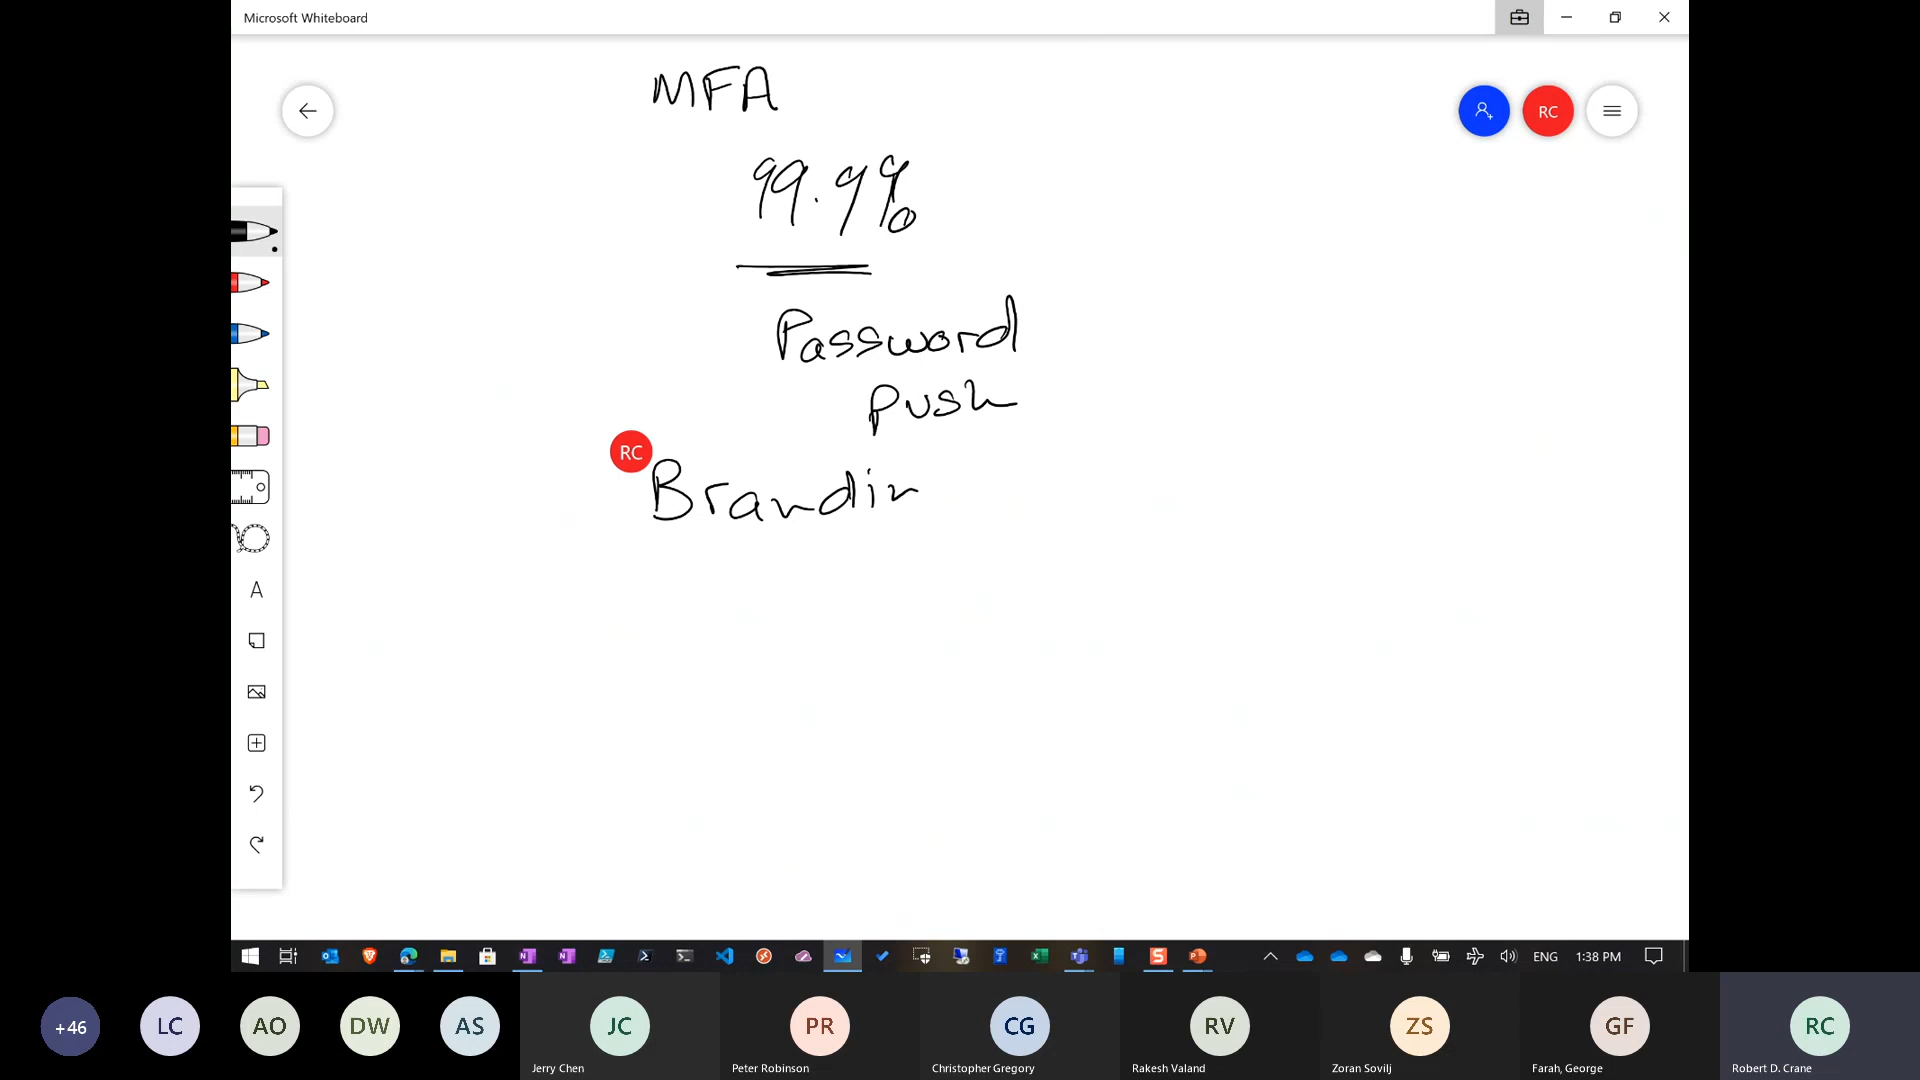 Microsoft Whiteboard
MFA
RC
99.9%
Password
Push
RC
Brandin
A
ENG
1:38 PM
+46
LC
AO
DW
AS
JC
PR
CG
RV
ZS
GF
RC
Jerry Chen
Peter Robinson
Christopher Gregory
Rakesh Valand
Zoran Sovilj
Farah, George
Robert D. Crane